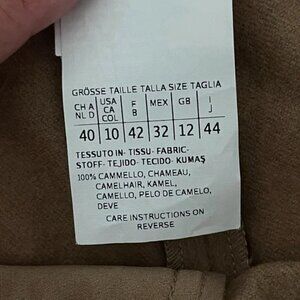 GRÖSSE TAILLE TALLA SIZE TAGLIA
CH A NL D USA CA COL F B MEX GB I J
40 10 42 32 12 44
TESSUTO IN- TISSU- FABRIC-
STOFF- TEJIDO- TECIDO- KUMAŞ
100% CAMMELLO, CHAMEAU,
CAMELHAIR, KAMEL,
CAMELLO, PELO DE CAMELO,
DEVE
CARE INSTRUCTIONS ON
REVERSE